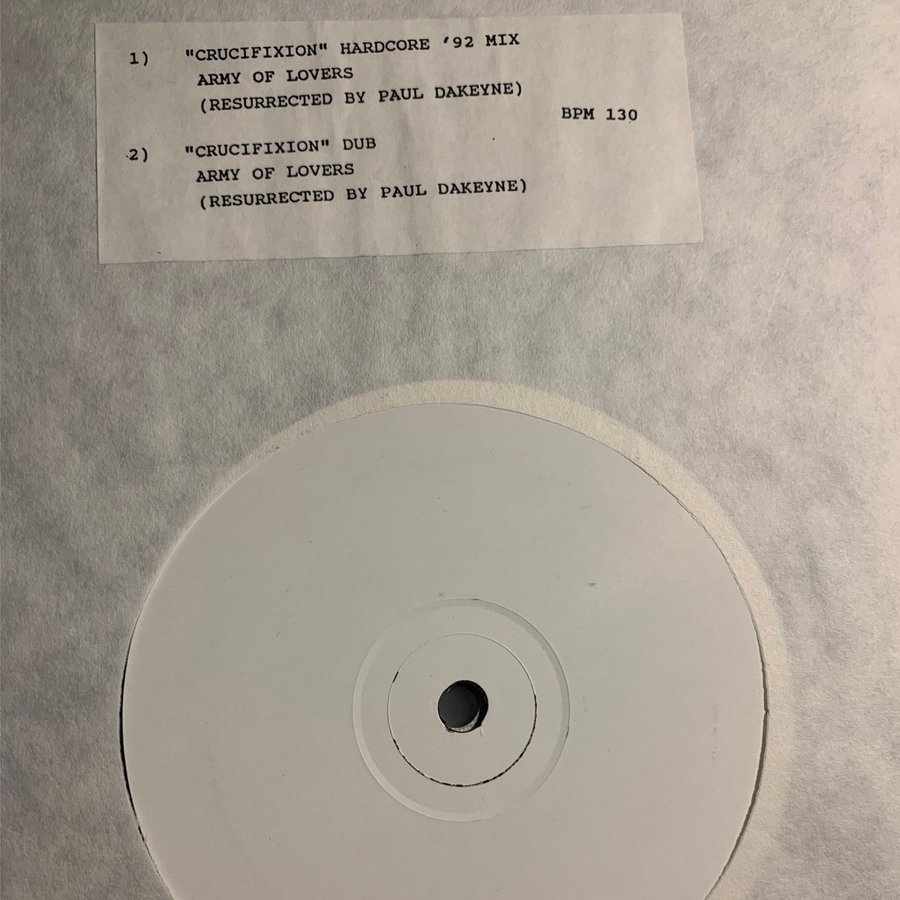 1) "CRUCIFIXION" HARDCORE '92 MIX
ARMY OF LOVERS
(RESURRECTED BY PAUL DAKEYNE)
BPM 130
2) "CRUCIFIXION" DUB
ARMY OF LOVERS
(RESURRECTED BY PAUL DAKEYNE)